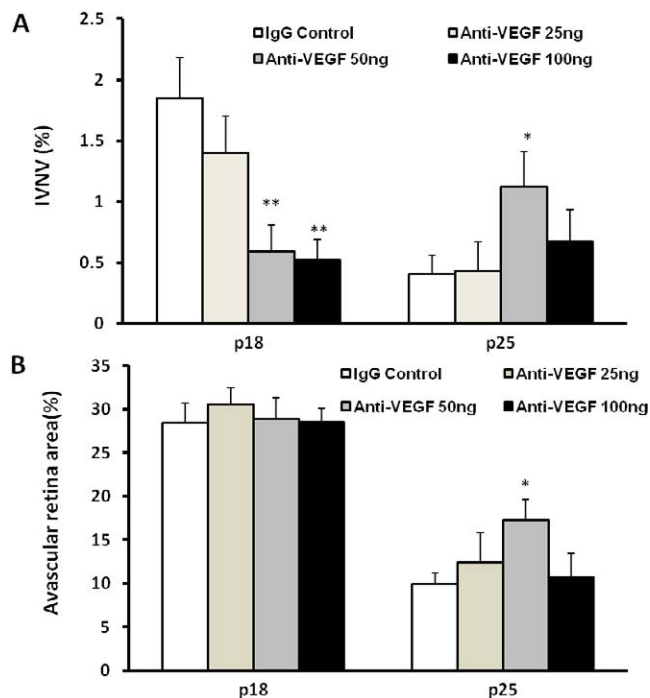 A
IgG Control
Anti-VEGF 25ng
Anti-VEGF 50ng
Anti-VEGF 100ng
IVNV (%)
2.5
2
1.5
1
0.5
0
**
**
*
p18
p25
B
IgG Control
Anti-VEGF 25ng
Anti-VEGF 50ng
Anti-VEGF 100ng
Avascular retina area(%)
35
30
25
20
15
10
5
0
*
p18
p25